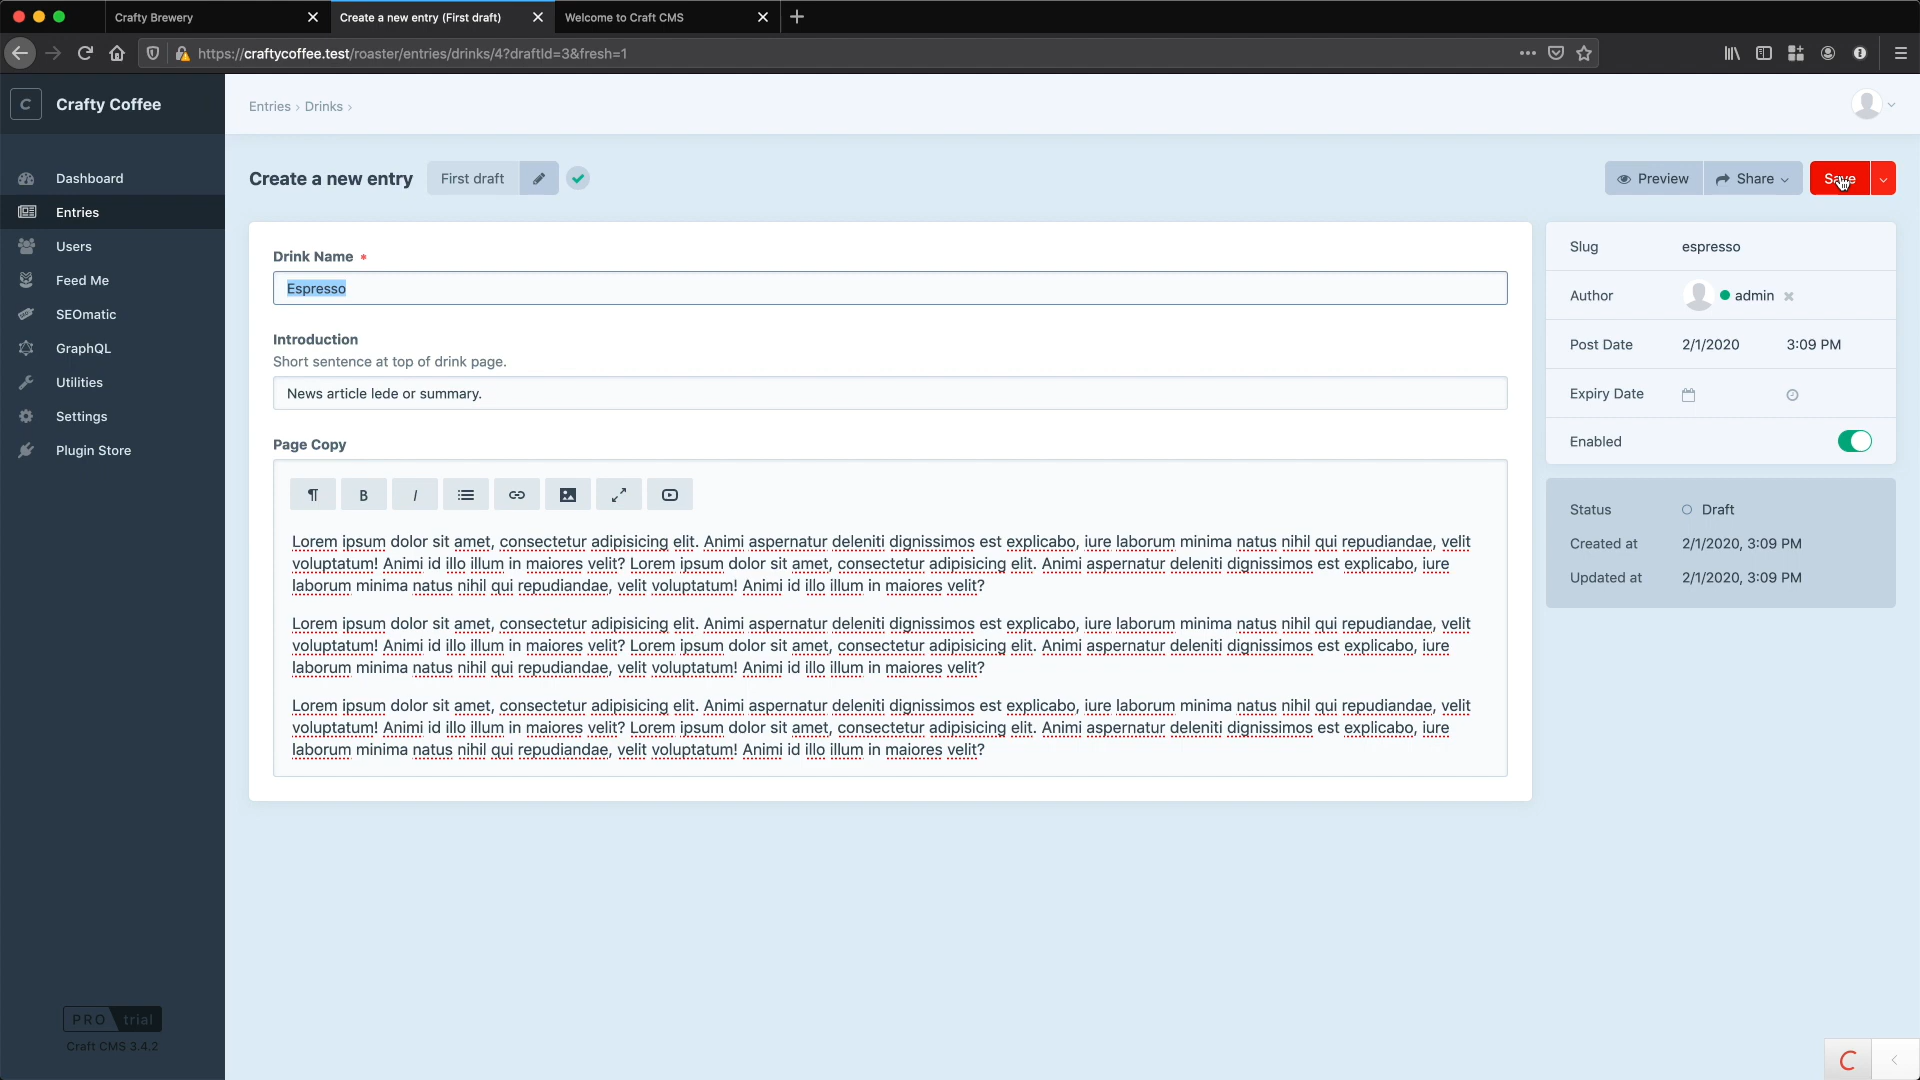 Crafty Brewery
Create a new entry (First draft)
Welcome to Craft CMS
https://craftycoffee.test/roaster/entries/drinks/4?draftId=3&fresh=1
C
Crafty Coffee
Entries › Drinks ›
Dashboard
Entries
Users
Feed Me
SEOmatic
GraphQL
Utilities
Settings
Plugin Store
PRO trial
Craft CMS 3.4.2
Create a new entry
First draft
Preview
Share
Save
Drink Name *
Espresso
Introduction
Short sentence at top of drink page.
News article lede or summary.
Page Copy
¶ B I
Lorem ipsum dolor sit amet, consectetur adipisicing elit. Animi aspernatur deleniti dignissimos est explicabo, iure laborum minima natus nihil qui repudiandae, velit
voluptatum! Animi id illo illum in maiores velit? Lorem ipsum dolor sit amet, consectetur adipisicing elit. Animi aspernatur deleniti dignissimos est explicabo, iure
laborum minima natus nihil qui repudiandae, velit voluptatum! Animi id illo illum in maiores velit?
Lorem ipsum dolor sit amet, consectetur adipisicing elit. Animi aspernatur deleniti dignissimos est explicabo, iure laborum minima natus nihil qui repudiandae, velit
voluptatum! Animi id illo illum in maiores velit? Lorem ipsum dolor sit amet, consectetur adipisicing elit. Animi aspernatur deleniti dignissimos est explicabo, iure
laborum minima natus nihil qui repudiandae, velit voluptatum! Animi id illo illum in maiores velit?
Lorem ipsum dolor sit amet, consectetur adipisicing elit. Animi aspernatur deleniti dignissimos est explicabo, iure laborum minima natus nihil qui repudiandae, velit
voluptatum! Animi id illo illum in maiores velit? Lorem ipsum dolor sit amet, consectetur adipisicing elit. Animi aspernatur deleniti dignissimos est explicabo, iure
laborum minima natus nihil qui repudiandae, velit voluptatum! Animi id illo illum in maiores velit?
Slug espresso
Author admin
Post Date 2/1/2020 3:09 PM
Expiry Date
Enabled
Status Draft
Created at 2/1/2020, 3:09 PM
Updated at 2/1/2020, 3:09 PM